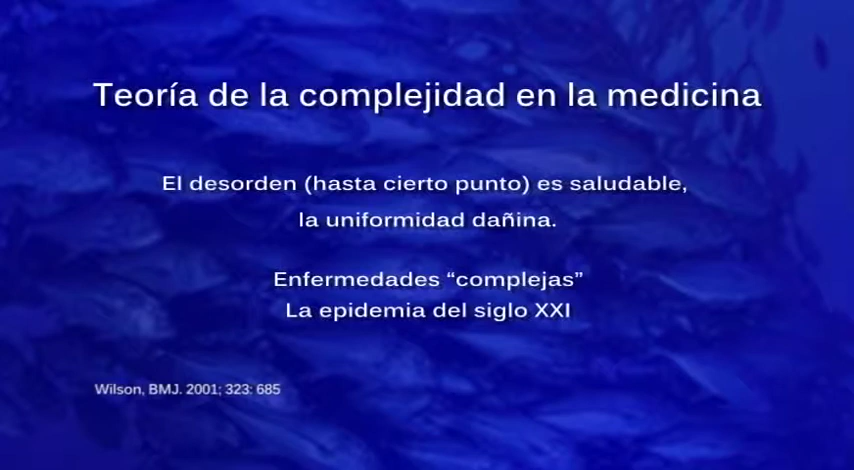 Teoría de la complejidad en la medicina
El desorden (hasta cierto punto) es saludable,
la uniformidad dañina.
Enfermedades “complejas”
La epidemia del siglo XXI
Wilson, BMJ. 2001; 323: 685